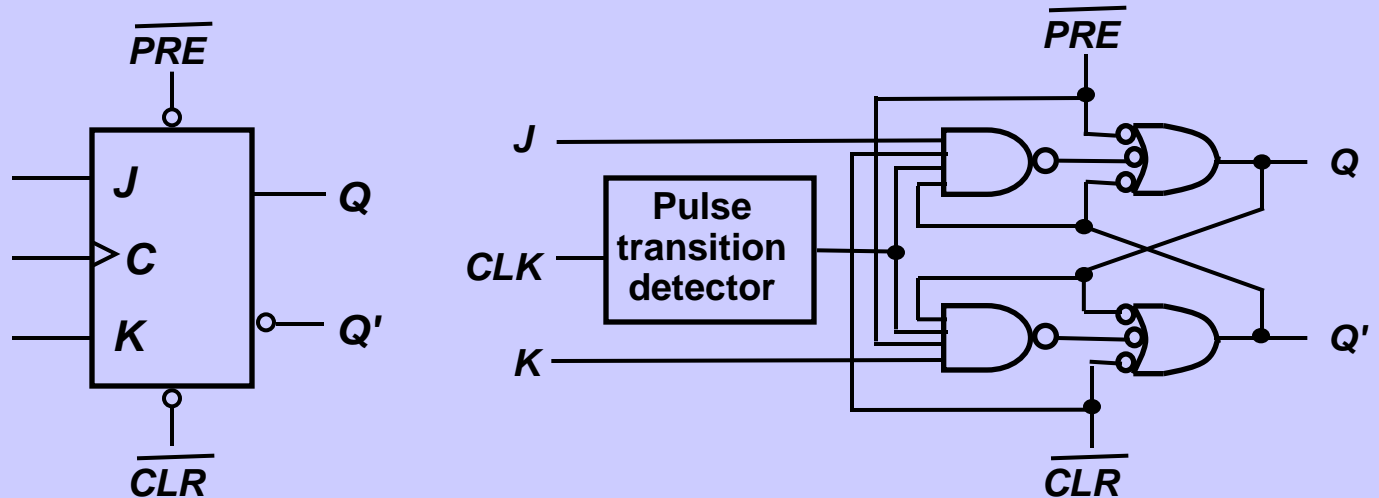 PRE
J
C
K
Q
Q'
CLR
PRE
J
CLK
K
Pulse
transition
detector
Q
Q'
CLR